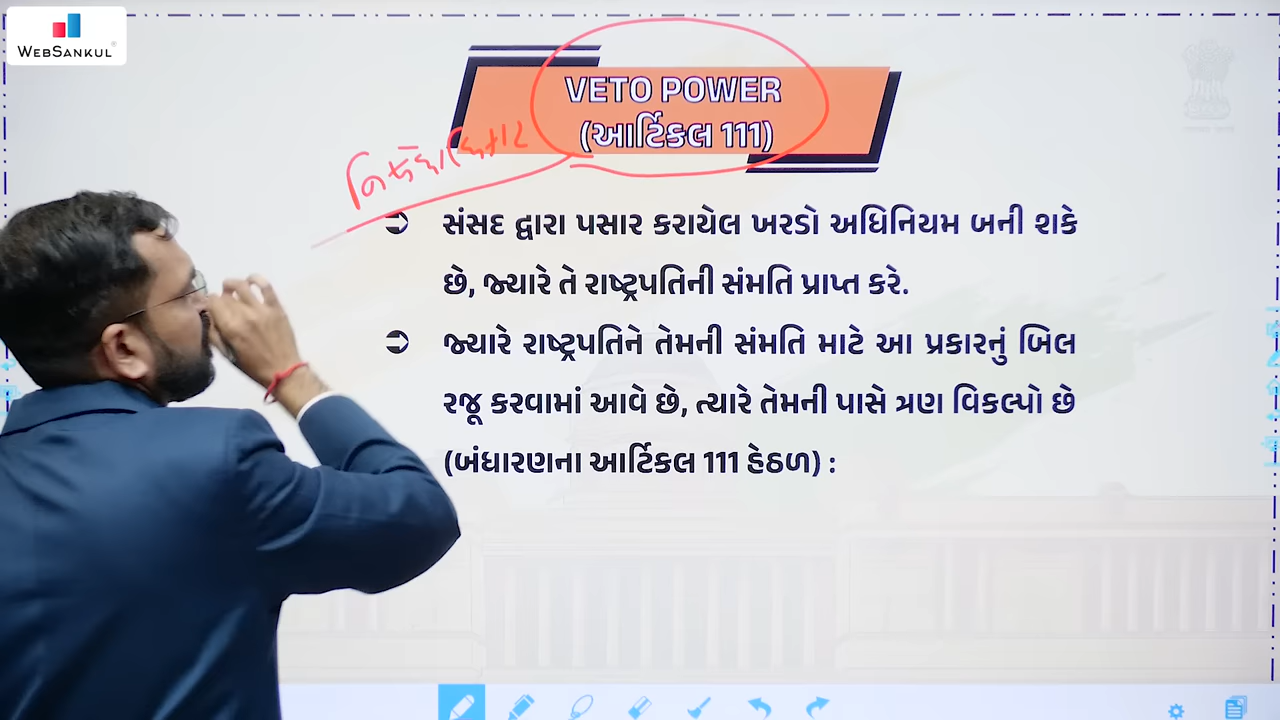 WEBSANKUL
VETO POWER
(આર્ટિકલ 111)
સંસદ દ્વારા પસાર કરાયેલ ખરડો અધિનિયમ બની શકે
છે, જ્યારે તે રાષ્ટ્રપતિની સંમતિ પ્રાપ્ત કરે.
જ્યારે રાષ્ટ્રપતિને તેમની સંમતિ માટે આ પ્રકારનું બિલ
રજૂ કરવામાં આવે છે, ત્યારે તેમની પાસે ત્રણ વિકલ્પો છે
(બંધારણના આર્ટિકલ 111 હેઠળ) :